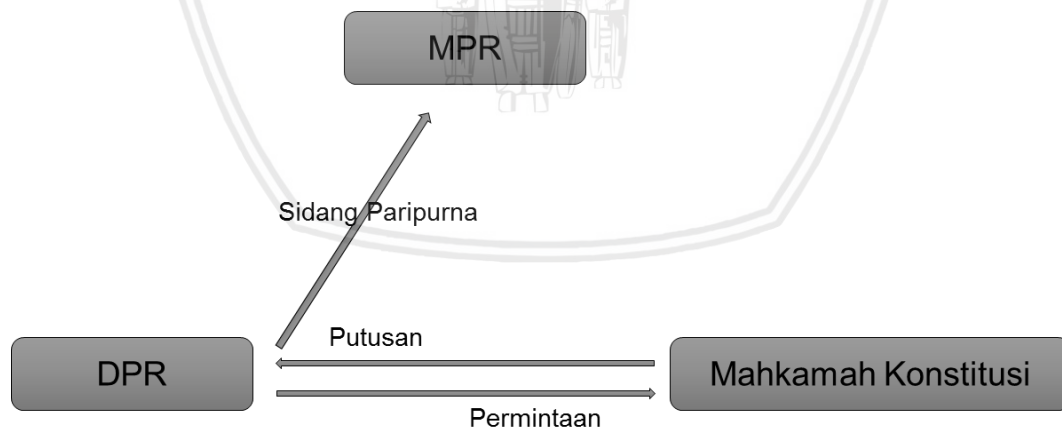 MPR
Sidang Paripurna
Putusan
DPR
Mahkamah Konstitusi
Permintaan